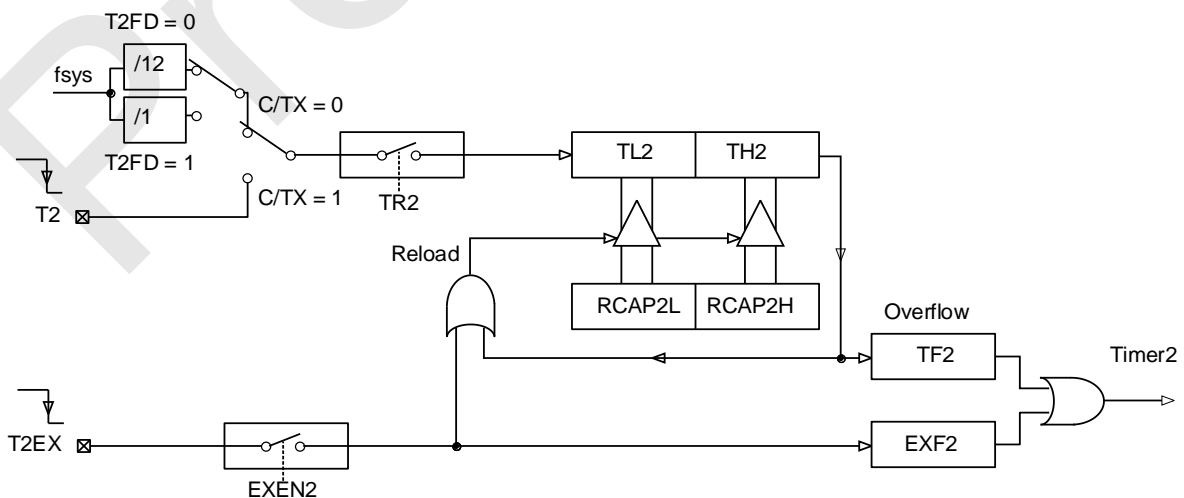 T2FD = 0
/12
fsys
C/TX = 0
/1
T2FD = 1
TL2 TH2
T2
C/TX = 1
TR2
Reload
RCAP2L RCAP2H
Overflow
TF2
Timer2
T2EX
EXF2
EXEN2